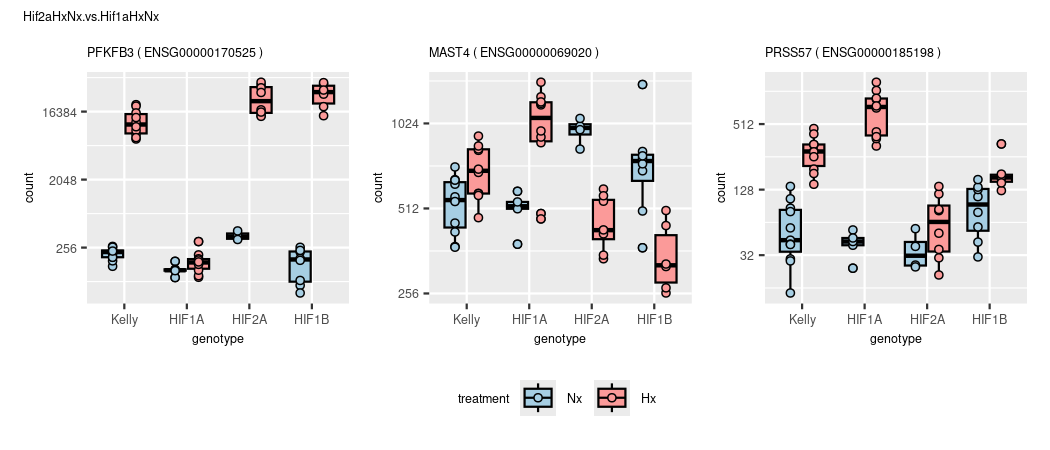 Hif2aHxNx.vs.Hif1aHxNx
PFKFB3 ( ENSG00000170525 )
count
16384
2048
256
Kelly HIF1A HIF2A HIF1B
genotype
MAST4 ( ENSG00000069020 )
count
1024
512
256
Kelly HIF1A HIF2A HIF1B
genotype
PRSS57 ( ENSG00000185198 )
count
512
128
32
Kelly HIF1A HIF2A HIF1B
genotype
treatment Nx Hx